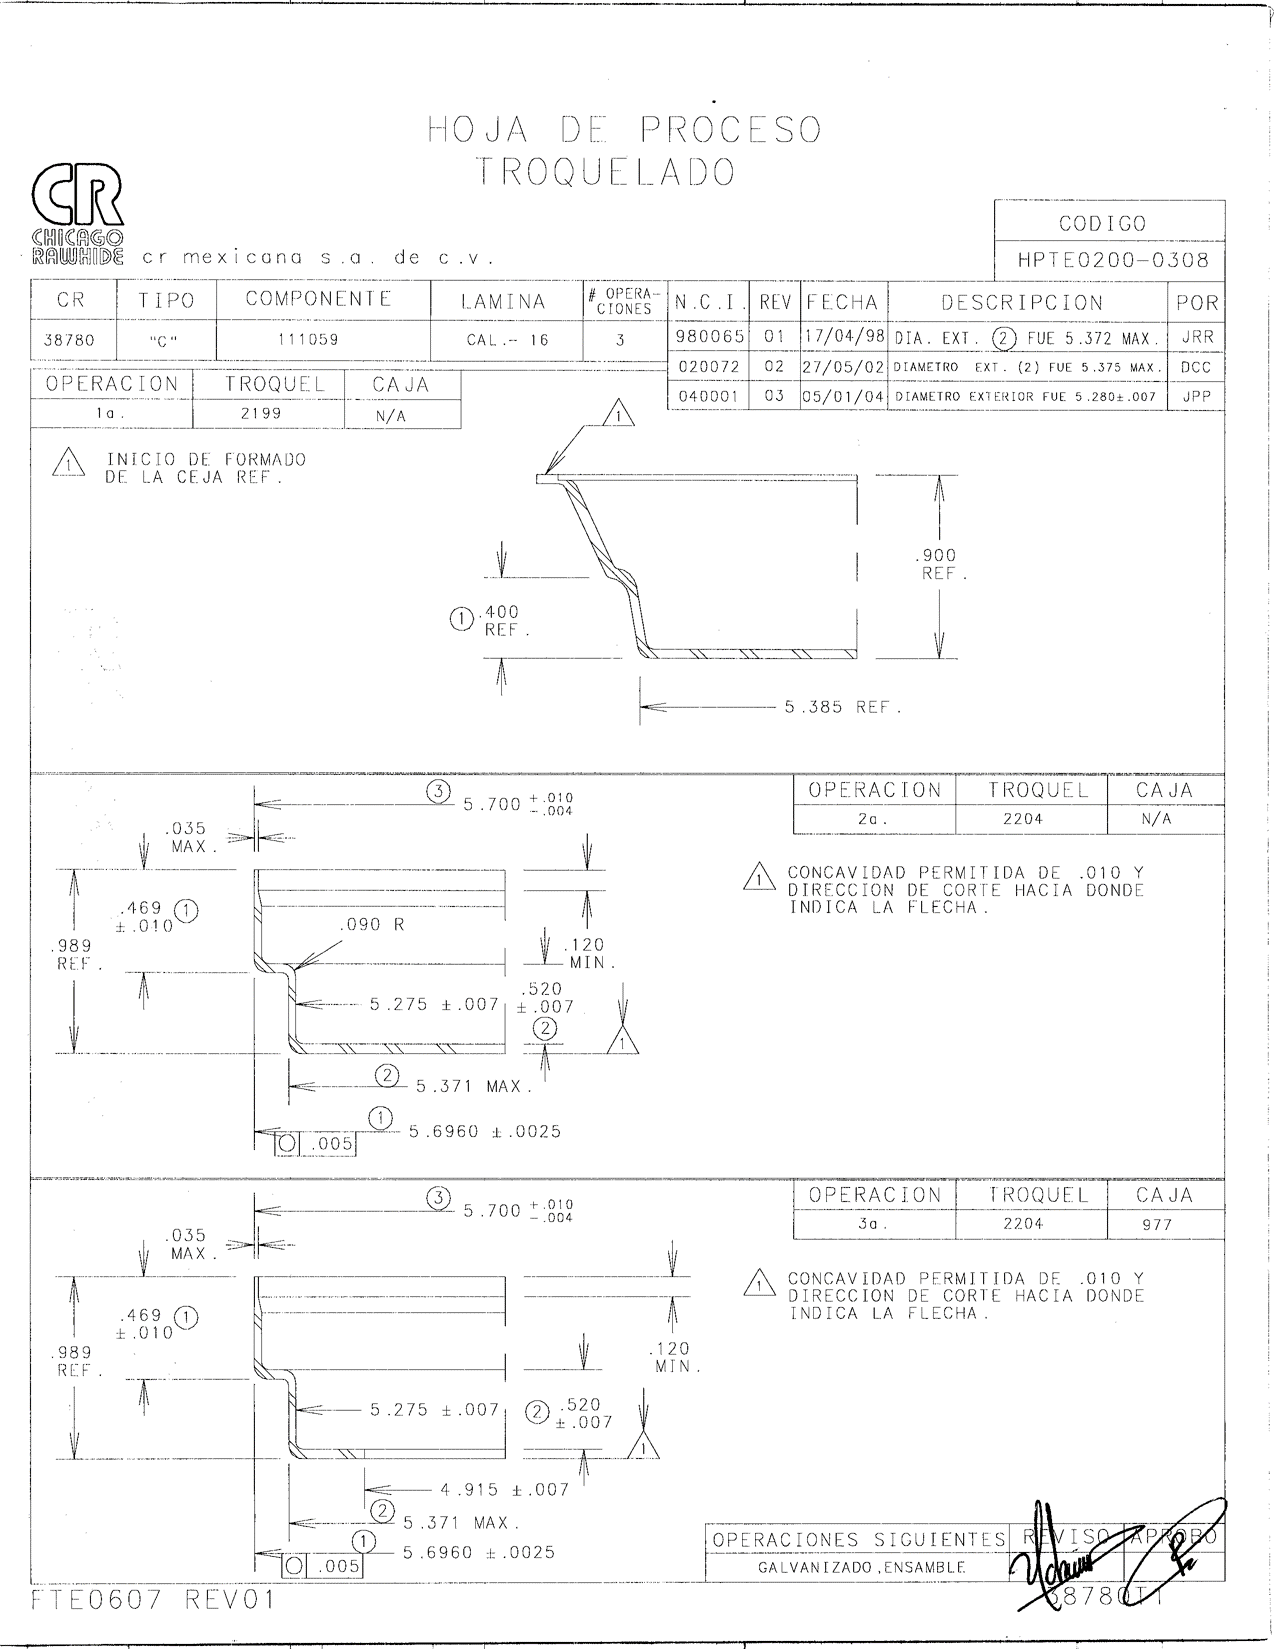 HOJA DE PROCESO
TROQUELADO
CR
CHICAGO
RAWHIDE
cr mexicana s.a. de c.v.
CODIGO
HPTE0200-0308
CR TIPO COMPONENTE LAMINA # OPERA-CIONES
38780 "C" 111059 CAL.- 16 3
N.C.I. REV FECHA DESCRIPCION POR
980065 01 17/04/98 DIA. EXT. (2) FUE 5.372 MAX. JRR
020072 02 27/05/02 DIAMETRO EXT. (2) FUE 5.375 MAX. DCC
040001 03 05/01/04 DIAMETRO EXTERIOR FUE 5.280±.007 JPP
OPERACION TROQUEL CAJA
1a. 2199 N/A
1 INICIO DE FORMADO
DE LA CEJA REF.
1
.900
REF.
1 .400
REF.
5.385 REF.
OPERACION TROQUEL CAJA
2a. 2204 N/A
3 5.700 +.010 -.004
.035
MAX.
1 CONCAVIDAD PERMITIDA DE .010 Y
DIRECCION DE CORTE HACIA DONDE
INDICA LA FLECHA.
.469 1
±.010
.090 R
.989
REF.
.120
MIN.
5.275 ±.007
.520
±.007
2
1
2 5.371 MAX.
1 5.6960 ±.0025
○ .005
OPERACION TROQUEL CAJA
3a. 2204 977
3 5.700 +.010 -.004
.035
MAX.
1 CONCAVIDAD PERMITIDA DE .010 Y
DIRECCION DE CORTE HACIA DONDE
INDICA LA FLECHA.
.469 1
±.010
.989
REF.
.120
MIN.
5.275 ±.007
2 .520
±.007
1
4.915 ±.007
2 5.371 MAX.
1 5.6960 ±.0025
○ .005
OPERACIONES SIGUIENTES REVISO APROBO
GALVANIZADO,ENSAMBLE
FTE0607 REV01
38780T1